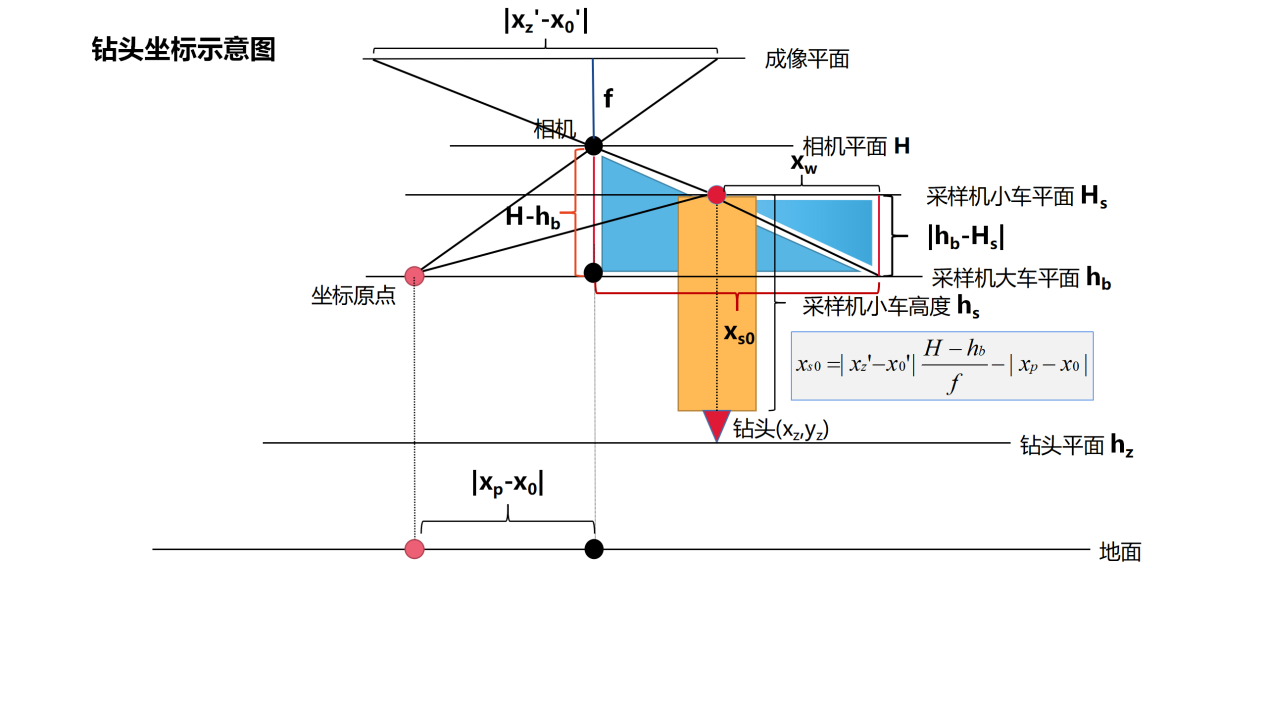 |xz'-x0'|
钻头坐标示意图
成像平面
f
相机
相机平面 H
xw
采样机小车平面 Hs
H-hb
|hb-Hs|
采样机大车平面 hb
坐标原点
采样机小车高度 hs
xs0
xs0 =| xz'−x0'| (H − hb)/f − | xp − x0 |
钻头(xz,yz)
钻头平面 hz
|xp-x0|
地面